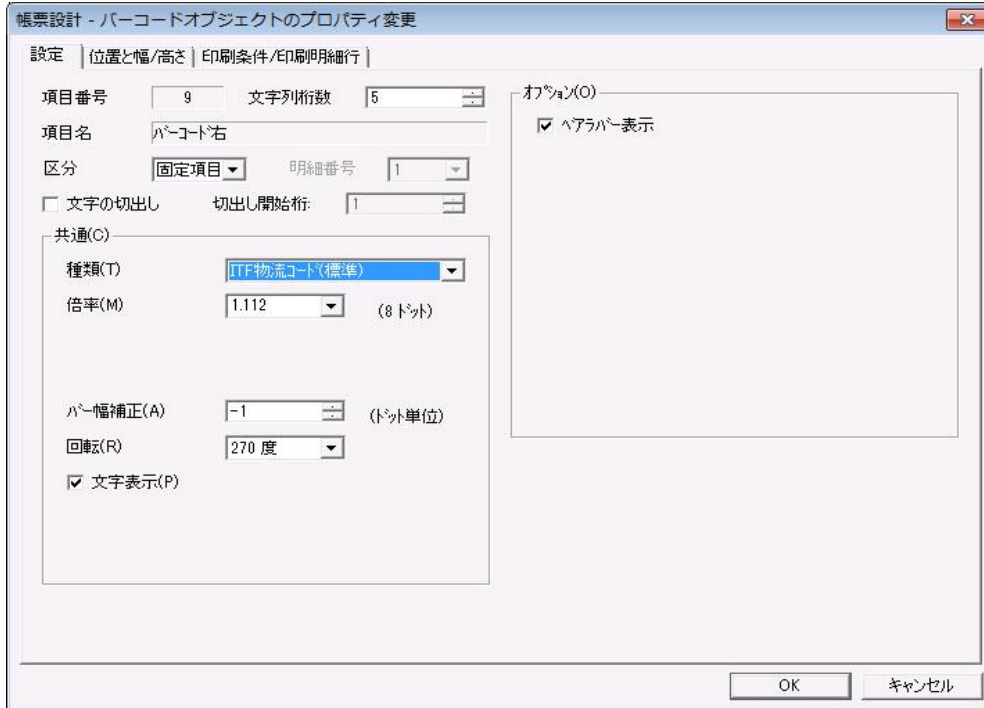 帳票設計 - バーコードオブジェクトのプロパティ変更
設定 位置と幅/高さ 印刷条件/印刷明細行
項目番号 9 文字列桁数 5
項目名 ﾊﾞｰｺｰﾄﾞ右
区分 固定項目 明細番号 1
文字の切出し 切出し開始桁: 1
共通(C)
種類(T) ITF物流ｺｰﾄﾞ(標準)
倍率(M) 1.112 (8 ﾄﾞｯﾄ)
ﾊﾞｰ幅補正(A) -1 (ﾄﾞｯﾄ単位)
回転(R) 270 度
文字表示(P)
ｵﾌﾟｼｮﾝ(O)
ﾍﾞｱﾗﾊﾞｰ表示
OK キャンセル